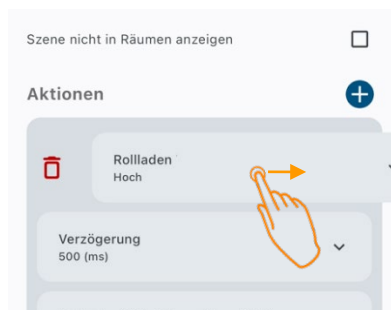 Szene nicht in Räumen anzeigen
Aktionen
Rollladen
Hoch
Verzögerung
500 (ms)